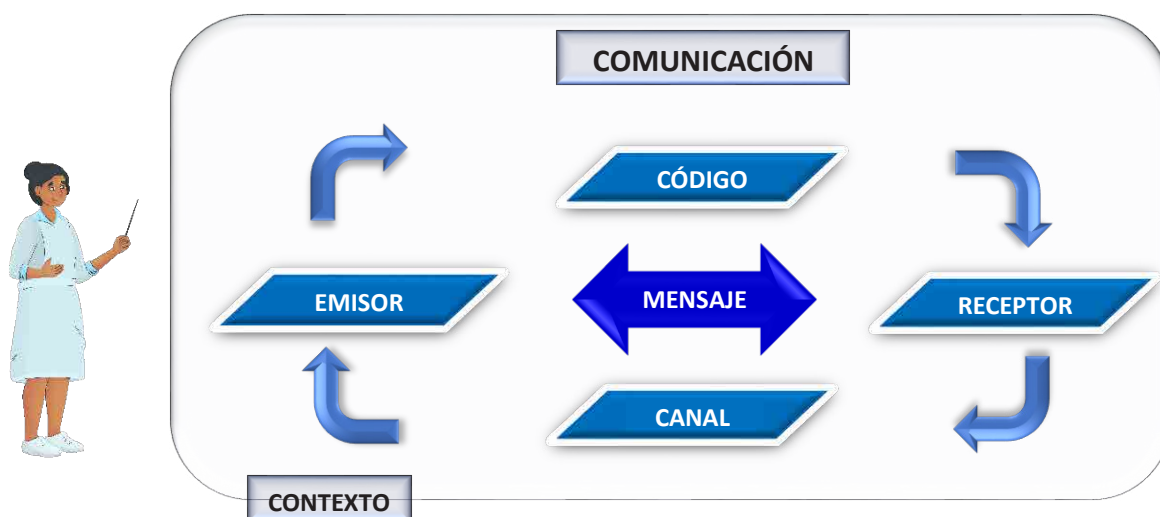 COMUNICACIÓN
CÓDIGO
EMISOR
MENSAJE
RECEPTOR
CANAL
CONTEXTO